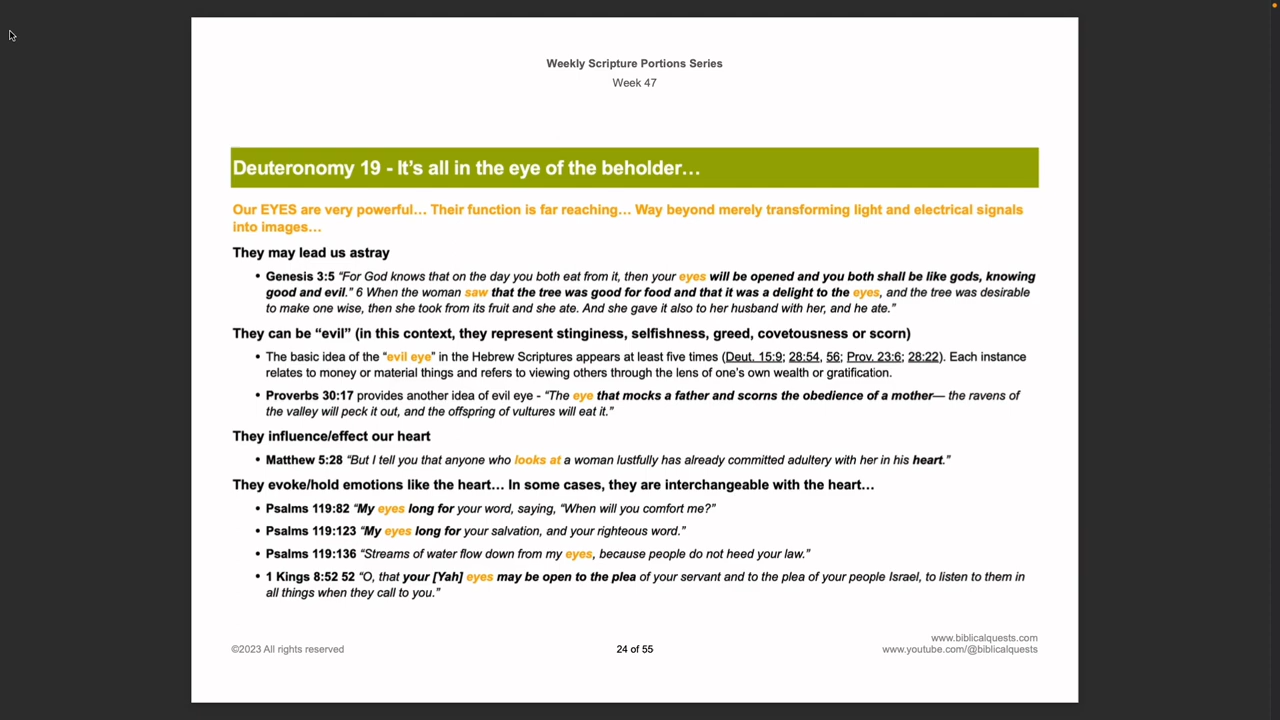 Weekly Scripture Portions Series
Week 47
Deuteronomy 19 - It's all in the eye of the beholder…
Our EYES are very powerful… Their function is far reaching… Way beyond merely transforming light and electrical signals
into images…
They may lead us astray
• Genesis 3:5 “For God knows that on the day you both eat from it, then your eyes will be opened and you both shall be like gods, knowing
good and evil.” 6 When the woman saw that the tree was good for food and that it was a delight to the eyes, and the tree was desirable
to make one wise, then she took from its fruit and she ate. And she gave it also to her husband with her, and he ate.”
They can be “evil” (in this context, they represent stinginess, selfishness, greed, covetousness or scorn)
• The basic idea of the “evil eye” in the Hebrew Scriptures appears at least five times (Deut. 15:9; 28:54, 56; Prov. 23:6; 28:22). Each instance
relates to money or material things and refers to viewing others through the lens of one's own wealth or gratification.
• Proverbs 30:17 provides another idea of evil eye - “The eye that mocks a father and scorns the obedience of a mother— the ravens of
the valley will peck it out, and the offspring of vultures will eat it.”
They influence/effect our heart
• Matthew 5:28 “But I tell you that anyone who looks at a woman lustfully has already committed adultery with her in his heart.”
They evoke/hold emotions like the heart… In some cases, they are interchangeable with the heart…
• Psalms 119:82 “My eyes long for your word, saying, “When will you comfort me?”
• Psalms 119:123 “My eyes long for your salvation, and your righteous word.”
• Psalms 119:136 “Streams of water flow down from my eyes, because people do not heed your law.”
• 1 Kings 8:52 52 “O, that your [Yah] eyes may be open to the plea of your servant and to the plea of your people Israel, to listen to them in
all things when they call to you.”
www.biblicalquests.com
©2023 All rights reserved 24 of 55 www.youtube.com/@biblicalquests